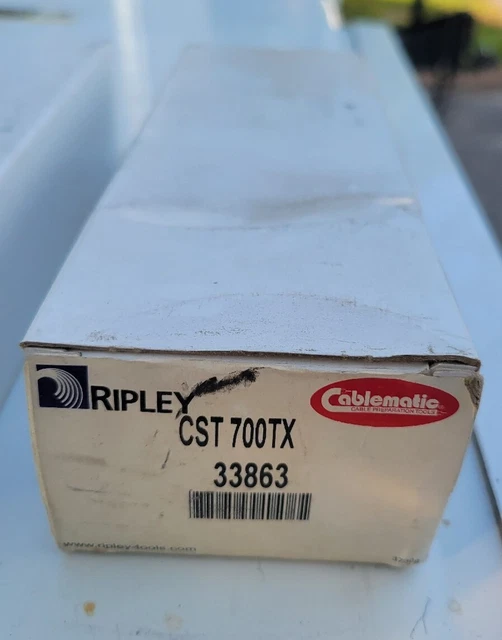 RIPLEY
Cablematic
CABLE PREPARATION TOOLS
CST 700TX
33863
www.ripley-tools.com